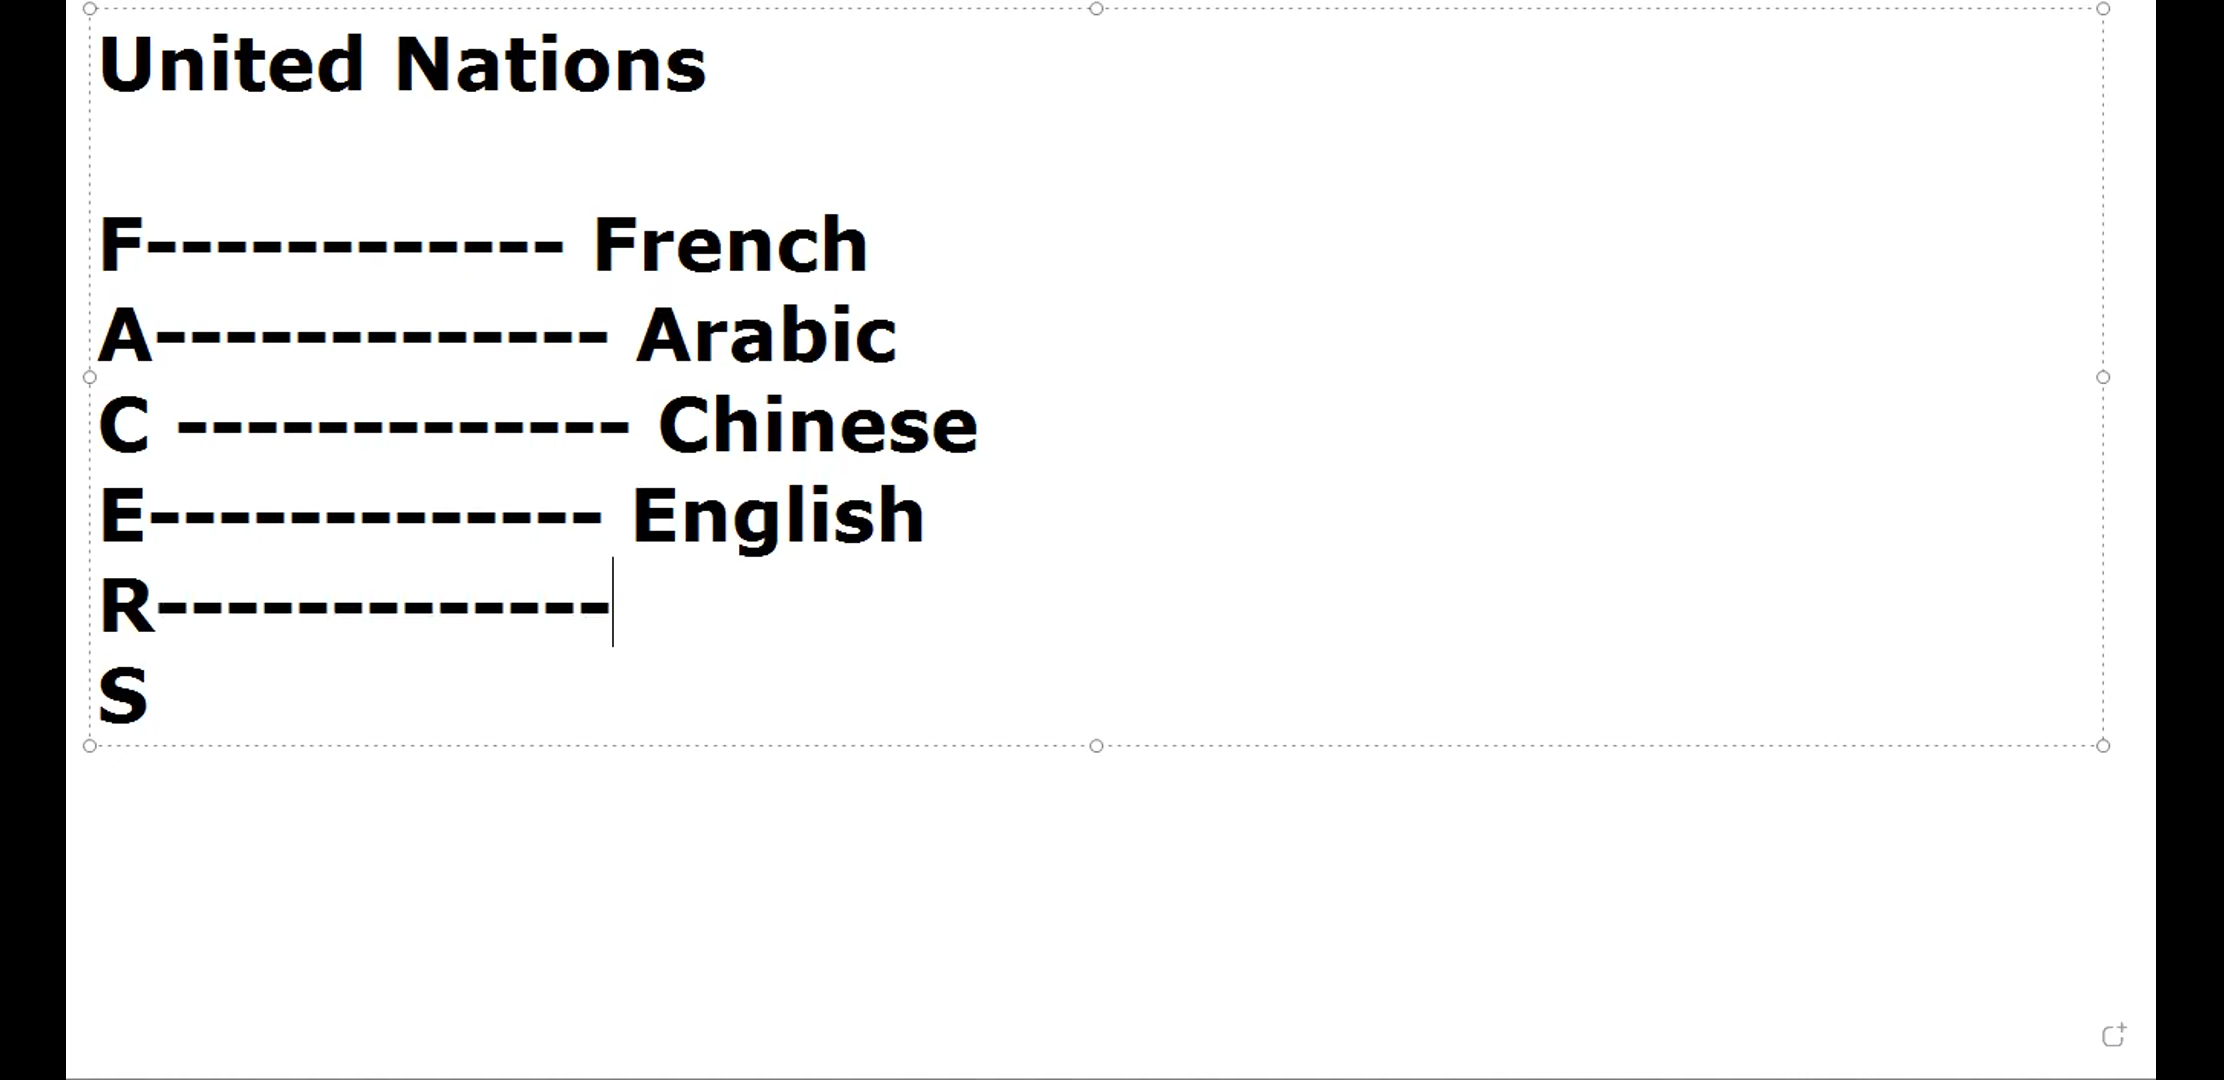 United Nations
F------------ French
A------------- Arabic
C ------------- Chinese
E------------- English
R-------------
S